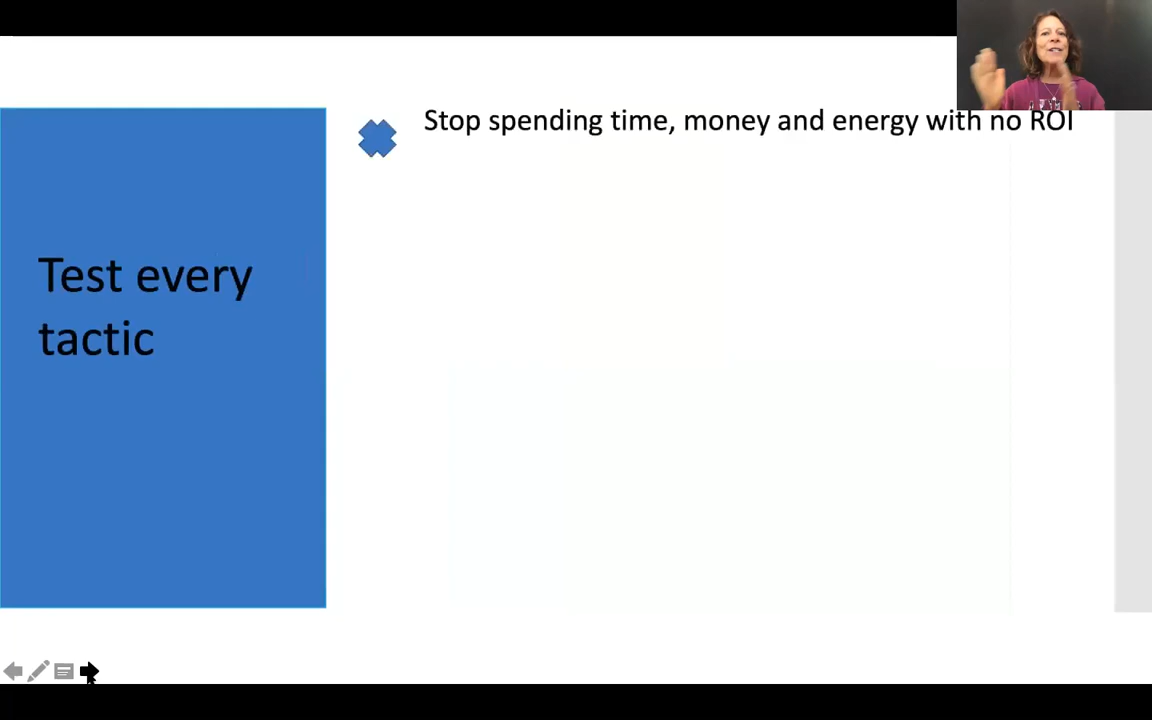 Stop spending time, money and energy with no ROI
Test every
tactic